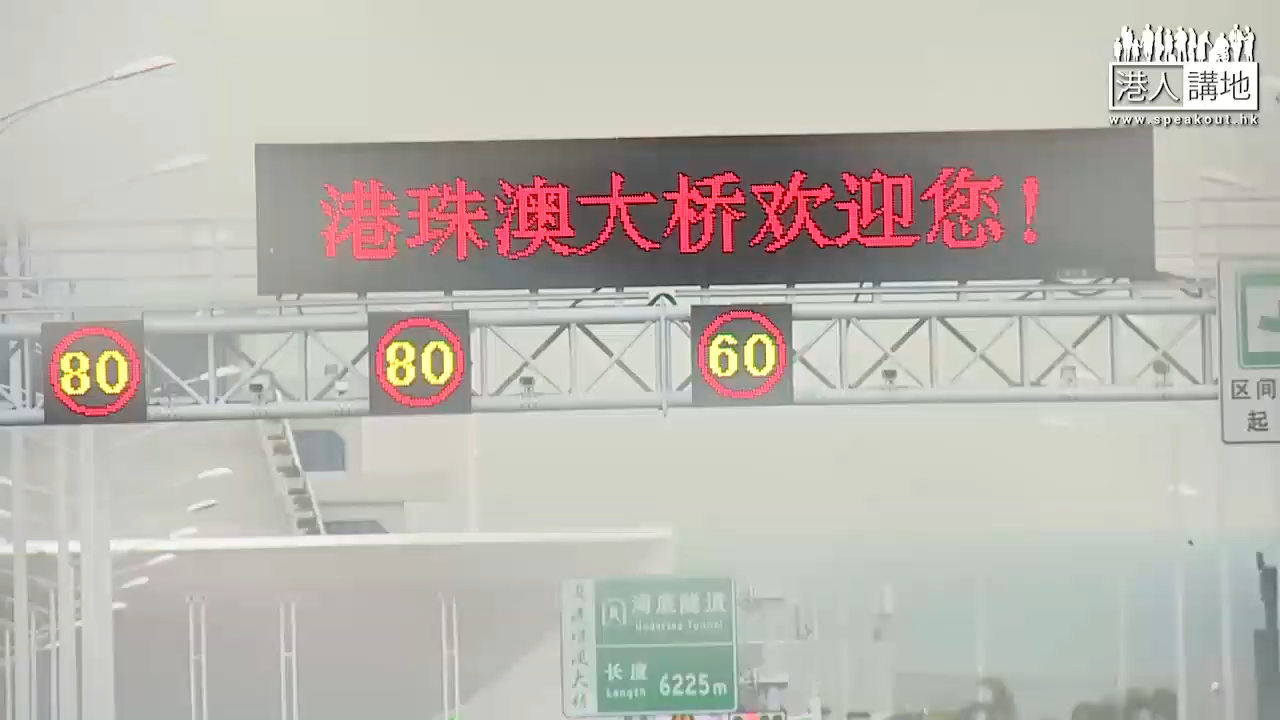 港人講地
www.speakout.hk
港珠澳大桥欢迎您!
80
80
60
区间
起
海底隧道
Undersea Tunnel
长度
Length 6225m